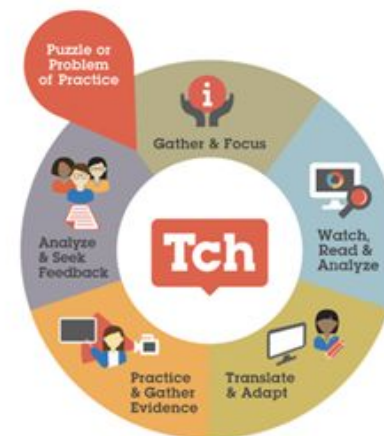 Puzzle or
Problem
of Practice
i
Gather & Focus
Watch,
Read &
Analyze
Translate
& Adapt
Practice
& Gather
Evidence
Analyze
& Seek
Feedback
Tch